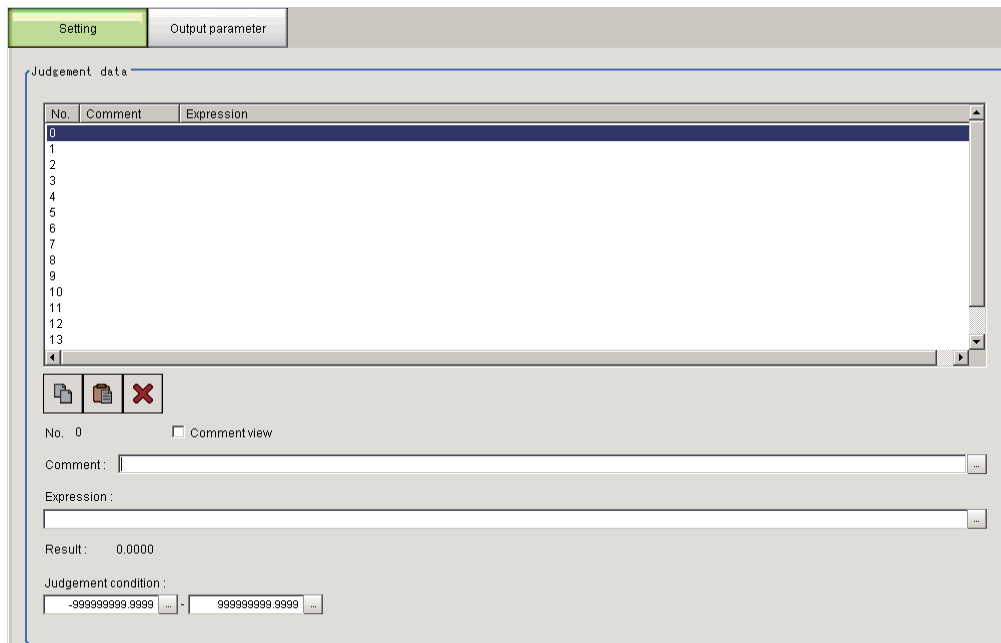 Setting Output parameter
Judgement data
No. Comment Expression
0
1
2
3
4
5
6
7
8
9
10
11
12
13
No. 0 Comment view
Comment : ...
Expression :
...
Result : 0.0000
Judgement condition :
-999999999.9999 ... - 999999999.9999 ...